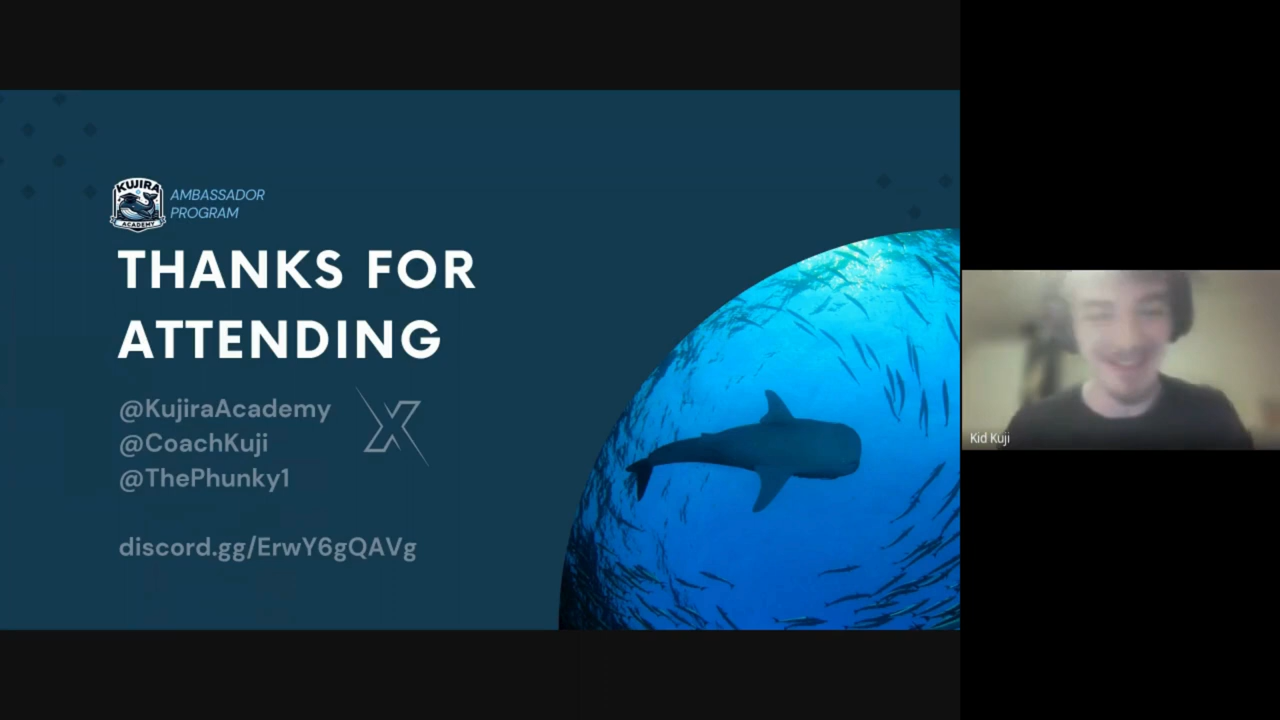 KUJIRA
ACADEMY
AMBASSADOR
PROGRAM
THANKS FOR
ATTENDING
@KujiraAcademy
@CoachKuji
@ThePhunky1
discord.gg/ErwY6gQAVg
Kid Kuji